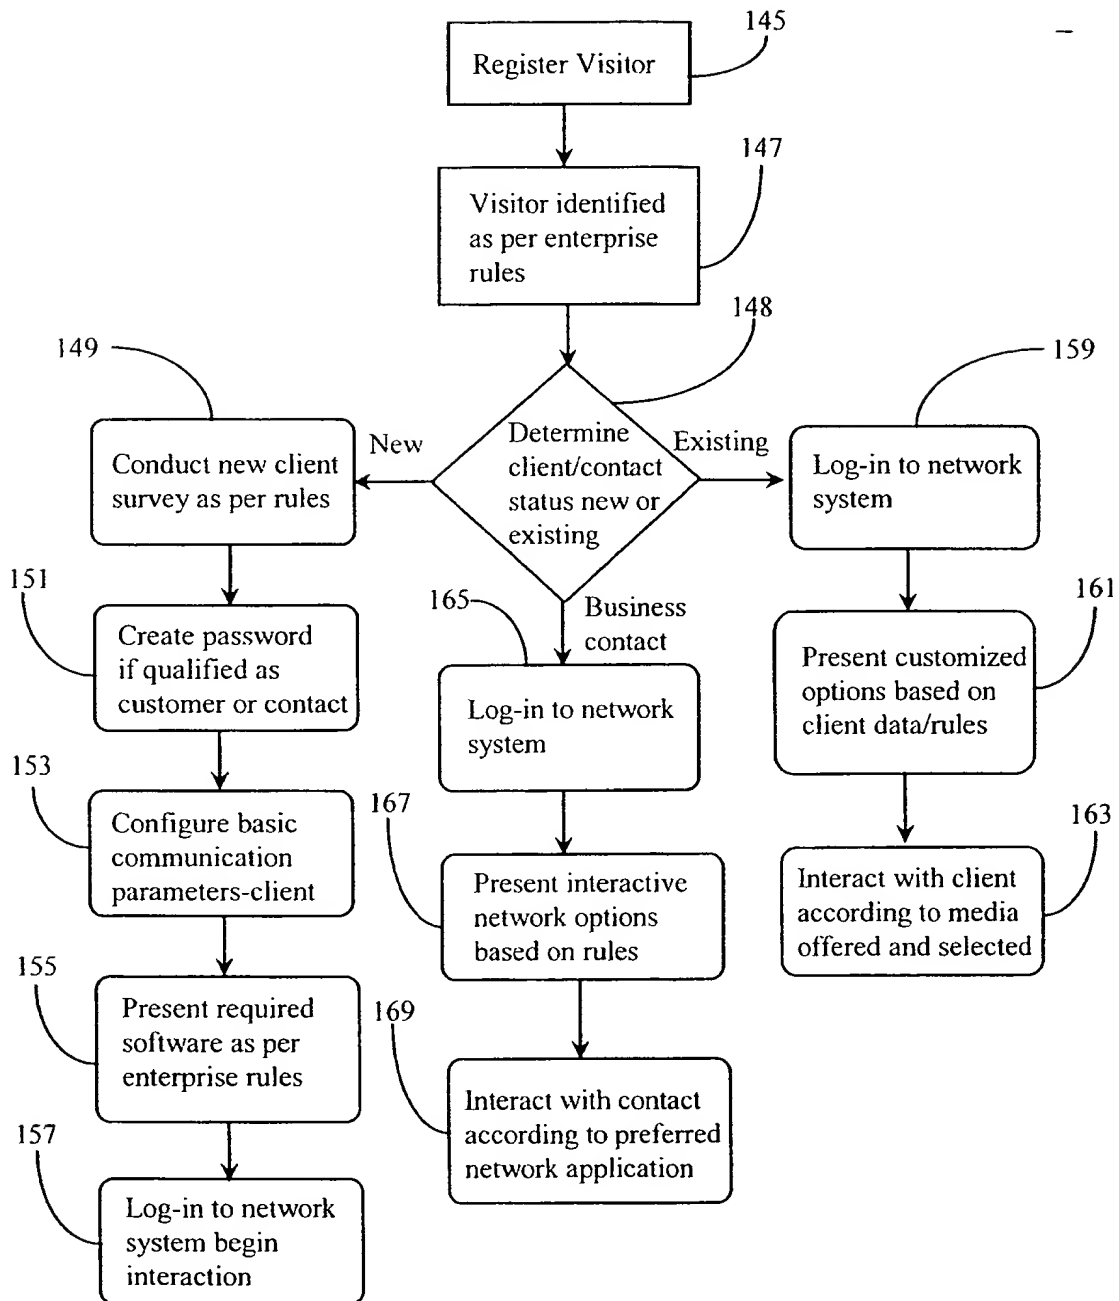 145
Register Visitor
147
Visitor identified
as per enterprise
rules
148
149
159
New
Determine
client/contact
status new or
existing
Existing
Conduct new client
survey as per rules
Log-in to network
system
151
Create password
if qualified as
customer or contact
165
Business
contact
Log-in to network
system
161
Present customized
options based on
client data/rules
153
Configure basic
communication
parameters-client
167
Present interactive
network options
based on rules
163
Interact with client
according to media
offered and selected
155
Present required
software as per
enterprise rules
169
Interact with contact
according to preferred
network application
157
Log-in to network
system begin
interaction